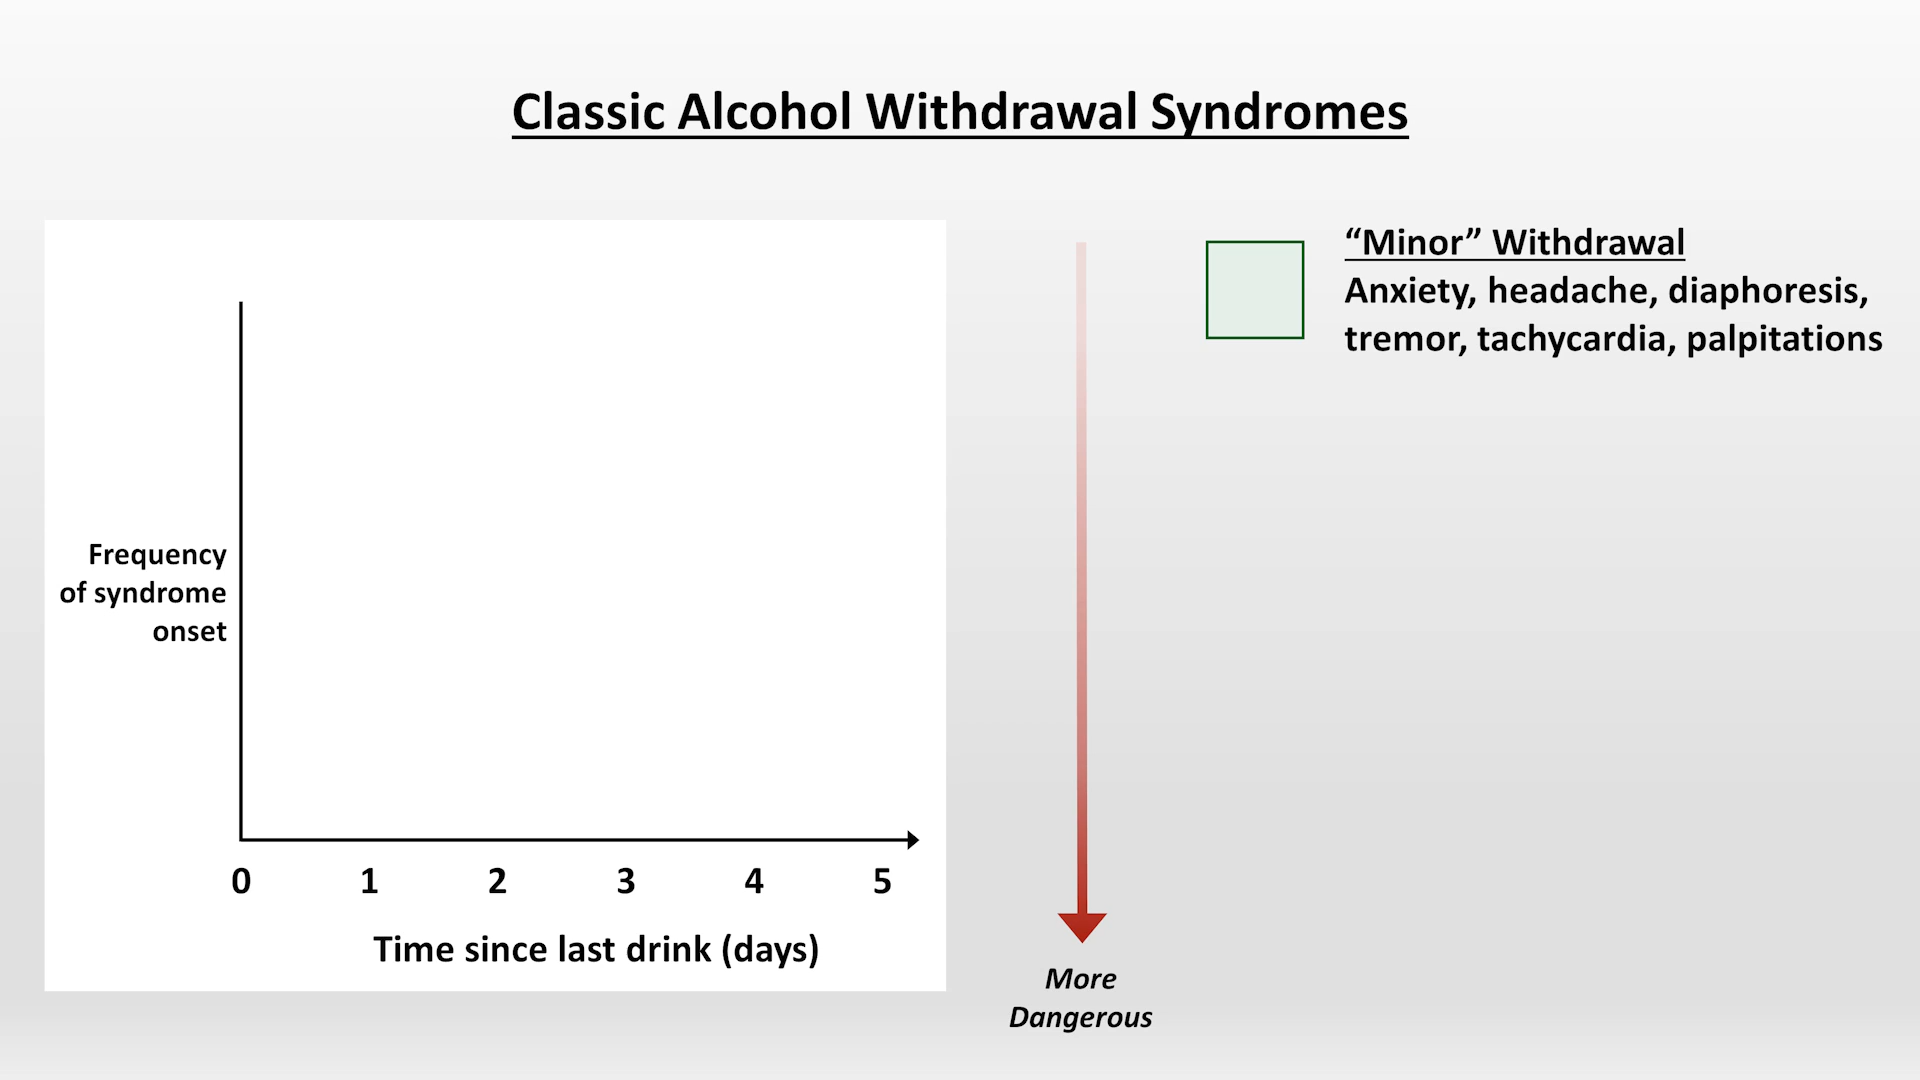 Classic Alcohol Withdrawal Syndromes
Frequency
of syndrome
onset
0 1 2 3 4 5
Time since last drink (days)
More
Dangerous
“Minor” Withdrawal
Anxiety, headache, diaphoresis,
tremor, tachycardia, palpitations